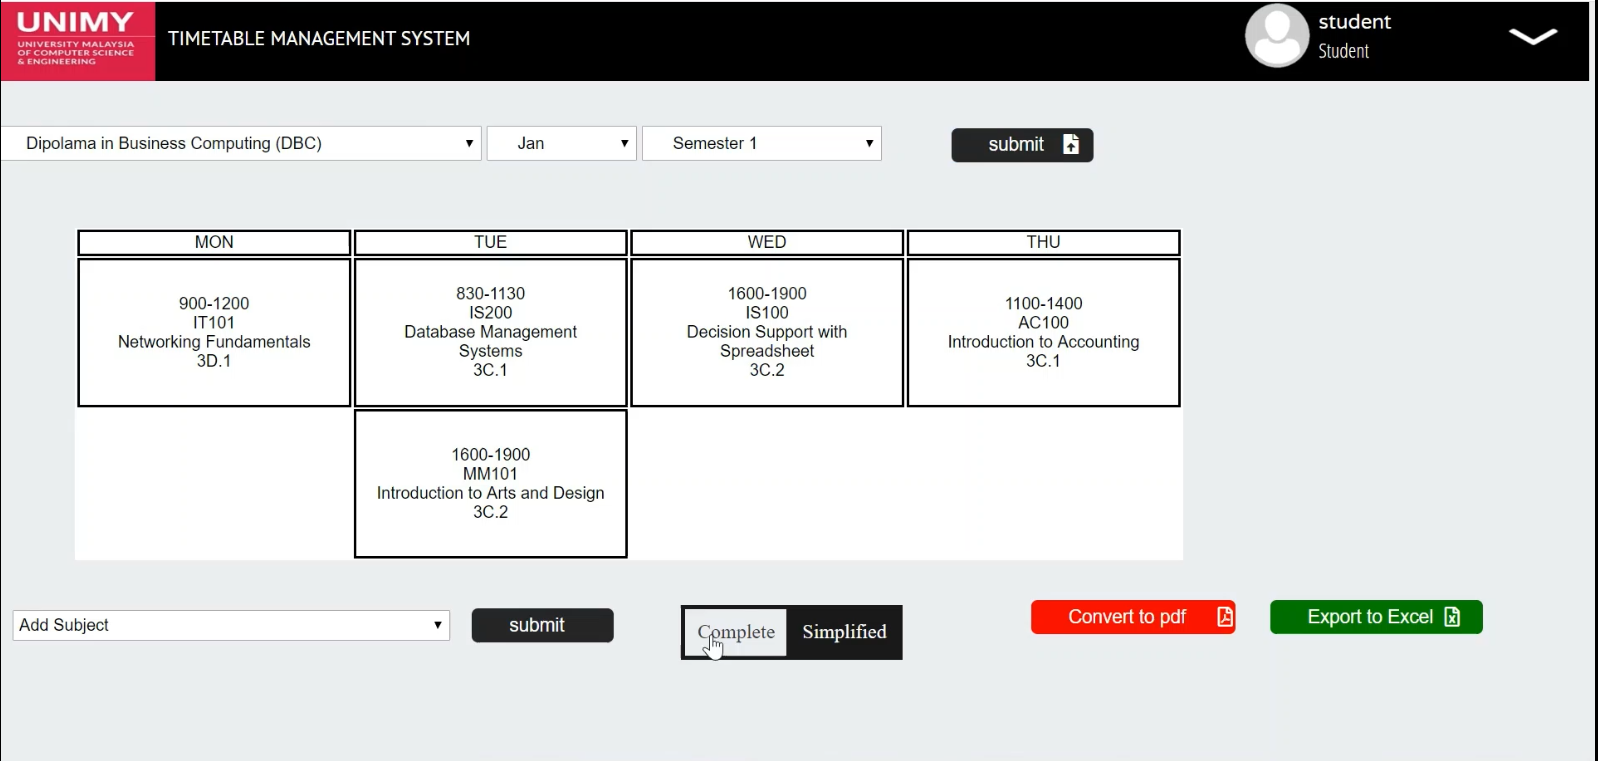 UNIMY
UNIVERSITY MALAYSIA
OF COMPUTER SCIENCE
& ENGINEERING
TIMETABLE MANAGEMENT SYSTEM
student
Student
Dipolama in Business Computing (DBC)
Jan
Semester 1
submit
MON
TUE
WED
THU
900-1200
IT101
Networking Fundamentals
3D.1
830-1130
IS200
Database Management
Systems
3C.1
1600-1900
IS100
Decision Support with
Spreadsheet
3C.2
1100-1400
AC100
Introduction to Accounting
3C.1
1600-1900
MM101
Introduction to Arts and Design
3C.2
Add Subject
submit
Complete
Simplified
Convert to pdf
Export to Excel